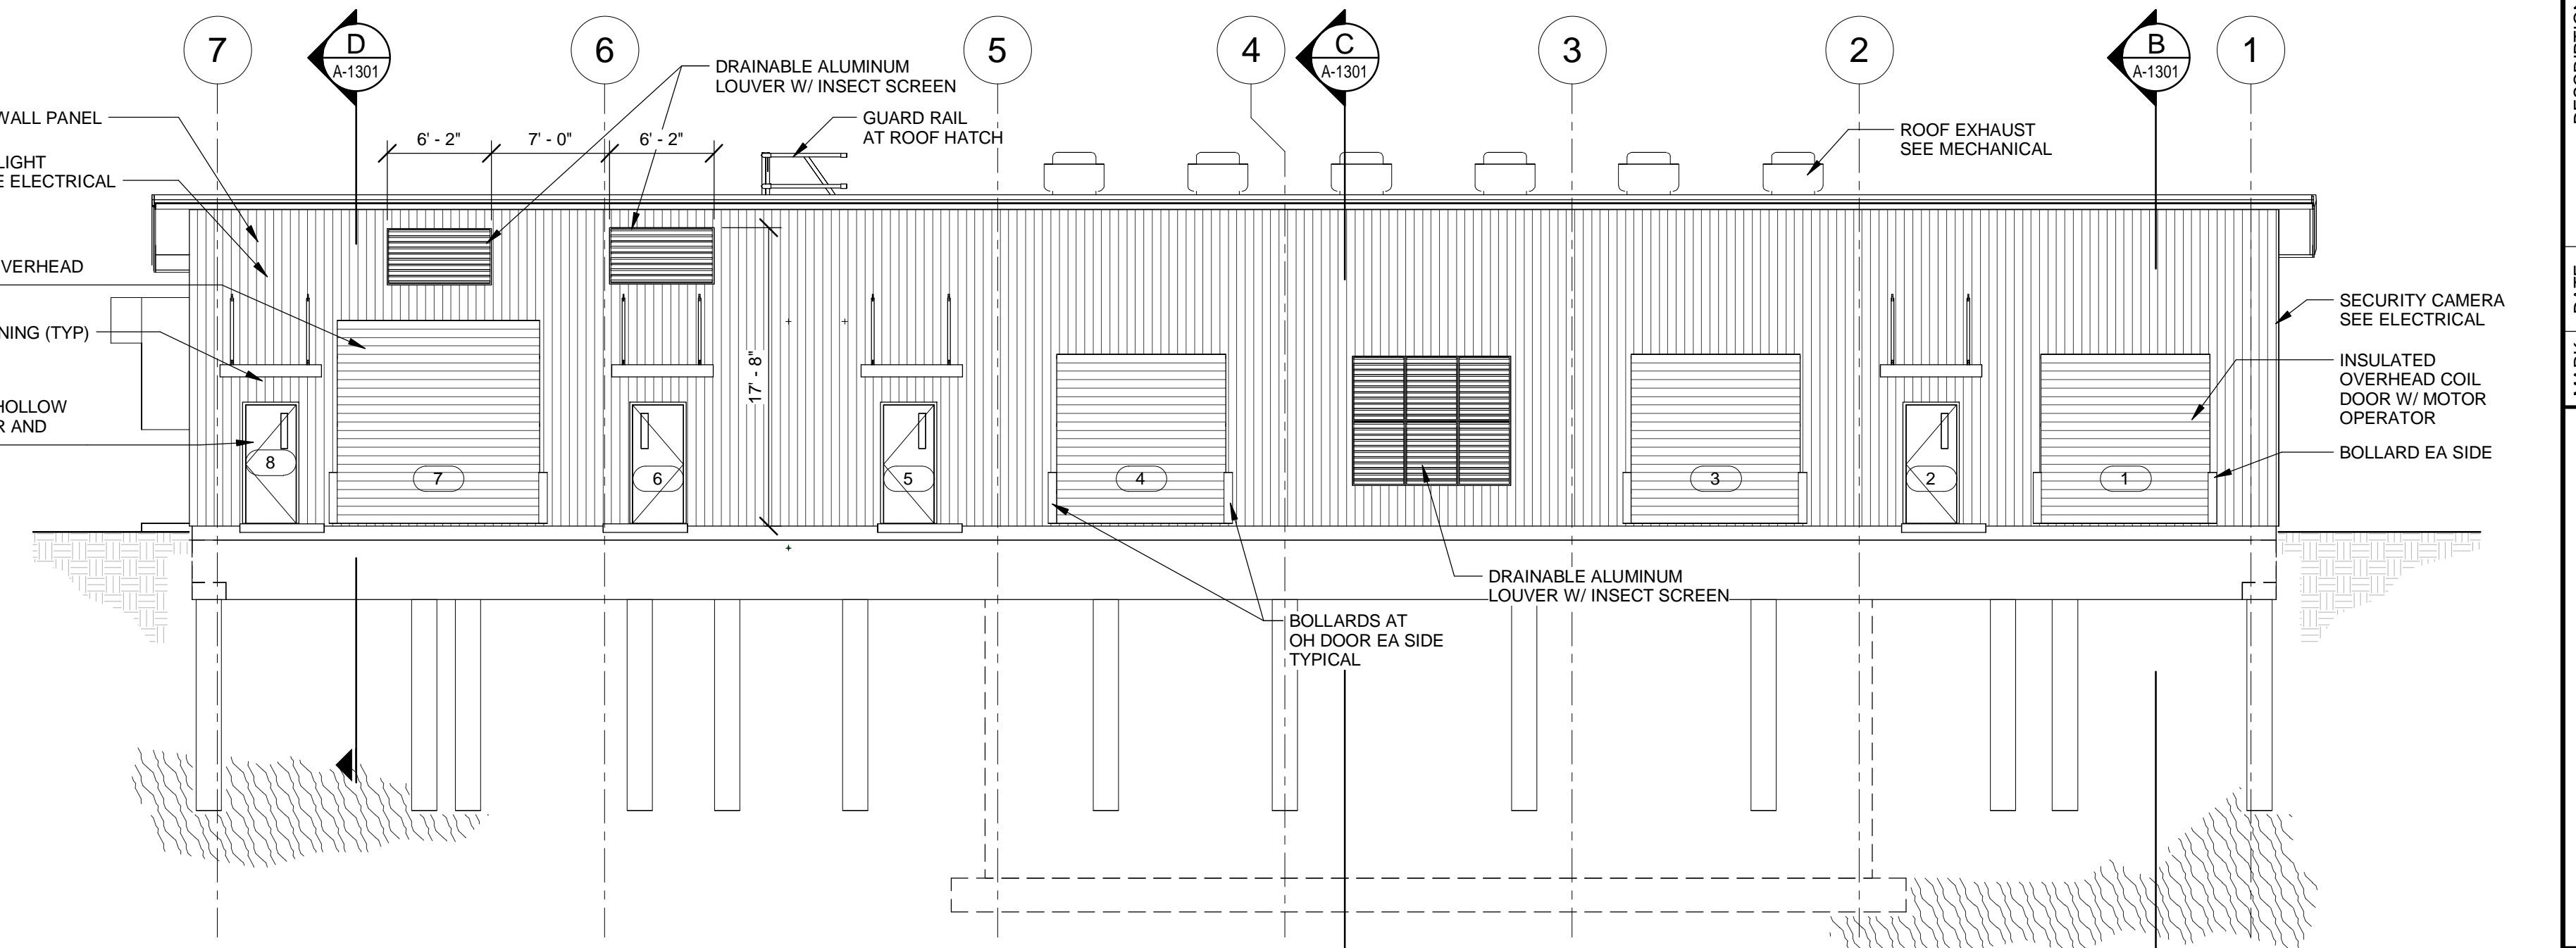 7
D
A-1301
6
5
4
C
A-1301
3
2
B
A-1301
1
DRAINABLE ALUMINUM
LOUVER W/ INSECT SCREEN
GUARD RAIL
AT ROOF HATCH
ROOF EXHAUST
SEE MECHANICAL
WALL PANEL
6' - 2"
7' - 0"
6' - 2"
LIGHT
ELECTRICAL
NING (TYP)
HOLLOW
AND
17' - 8"
SECURITY CAMERA
SEE ELECTRICAL
INSULATED
OVERHEAD COIL
DOOR W/ MOTOR
OPERATOR
BOLLARD EA SIDE
8
7
6
5
4
3
2
1
DRAINABLE ALUMINUM
LOUVER W/ INSECT SCREEN
BOLLARDS AT
OH DOOR EA SIDE
TYPICAL